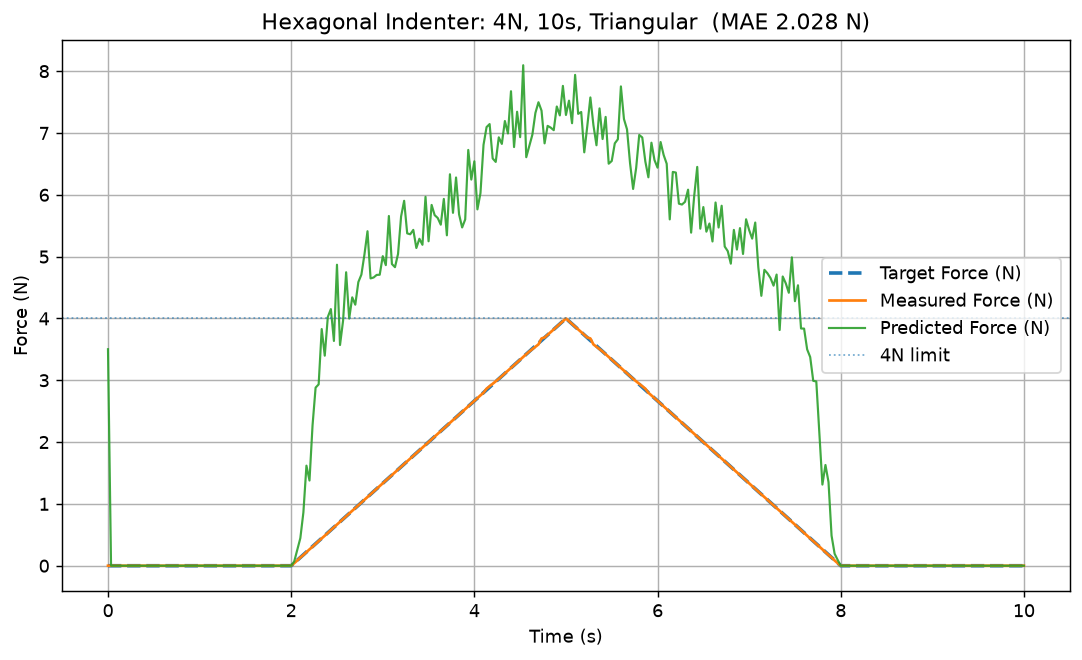 Hexagonal Indenter: 4N, 10s, Triangular  (MAE 2.028 N)
Force (N)
8
7
6
5
4
3
2
1
0
Target Force (N)
Measured Force (N)
Predicted Force (N)
4N limit
0 2 4 6 8 10
Time (s)